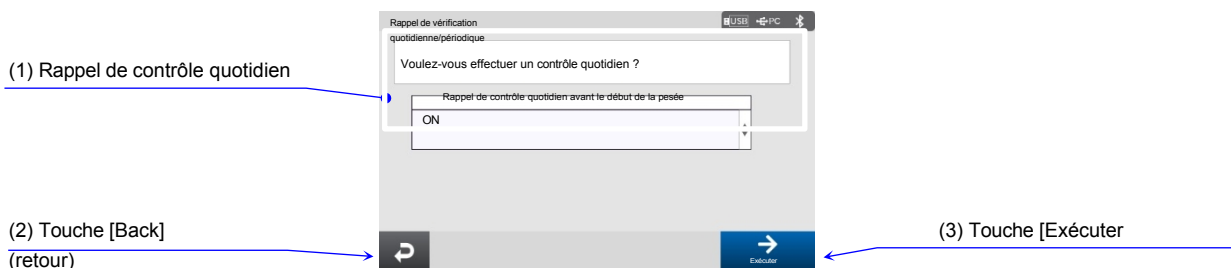 Rappel de vérification
quotidienne/périodique
USB PC
Voulez-vous effectuer un contrôle quotidien ?
(1) Rappel de contrôle quotidien
Rappel de contrôle quotidien avant le début de la pesée
ON
(2) Touche [Back]
(retour)
(3) Touche [Exécuter
Exécuter